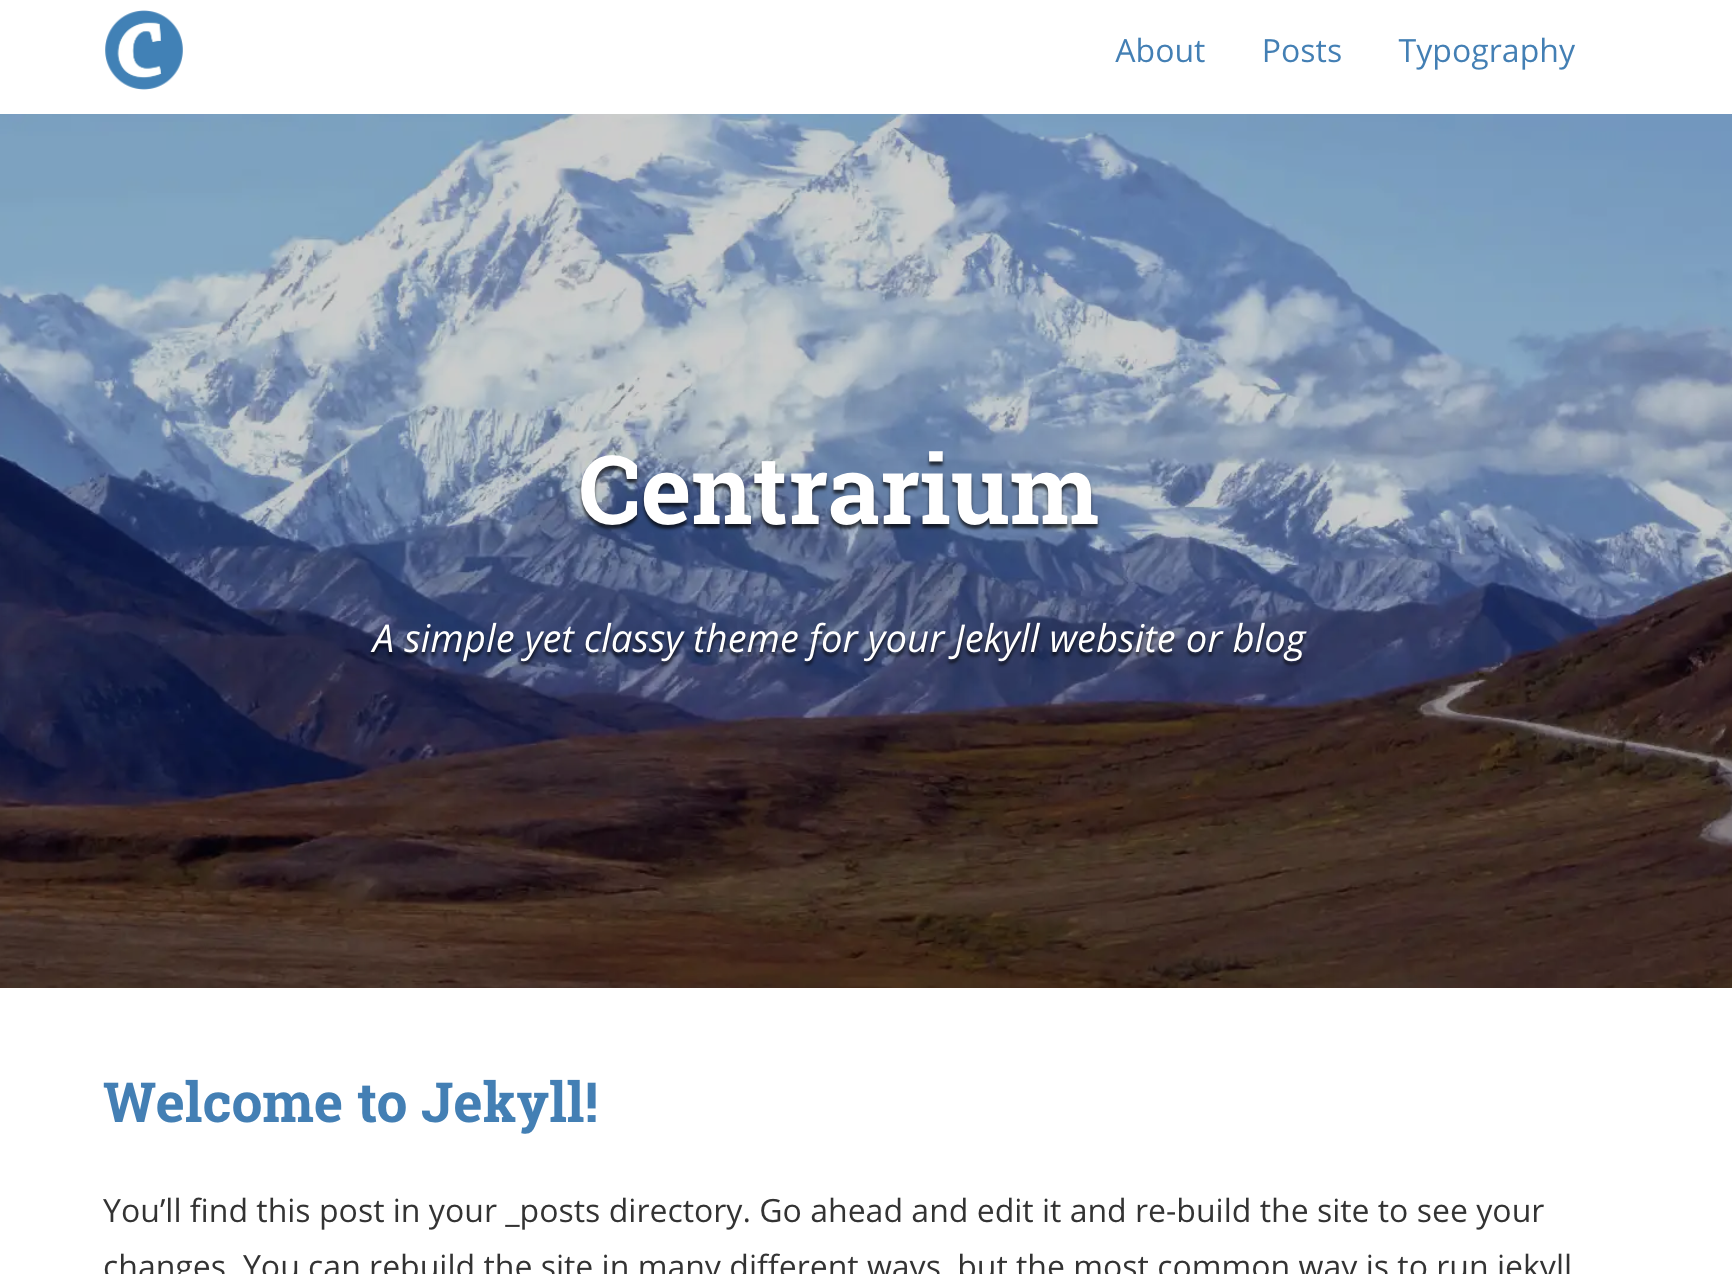 C
About Posts Typography
Centrarium
A simple yet classy theme for your Jekyll website or blog
Welcome to Jekyll!
You’ll find this post in your _posts directory. Go ahead and edit it and re-build the site to see your
changes. You can rebuild the site in many different ways, but the most common way is to run jekyll